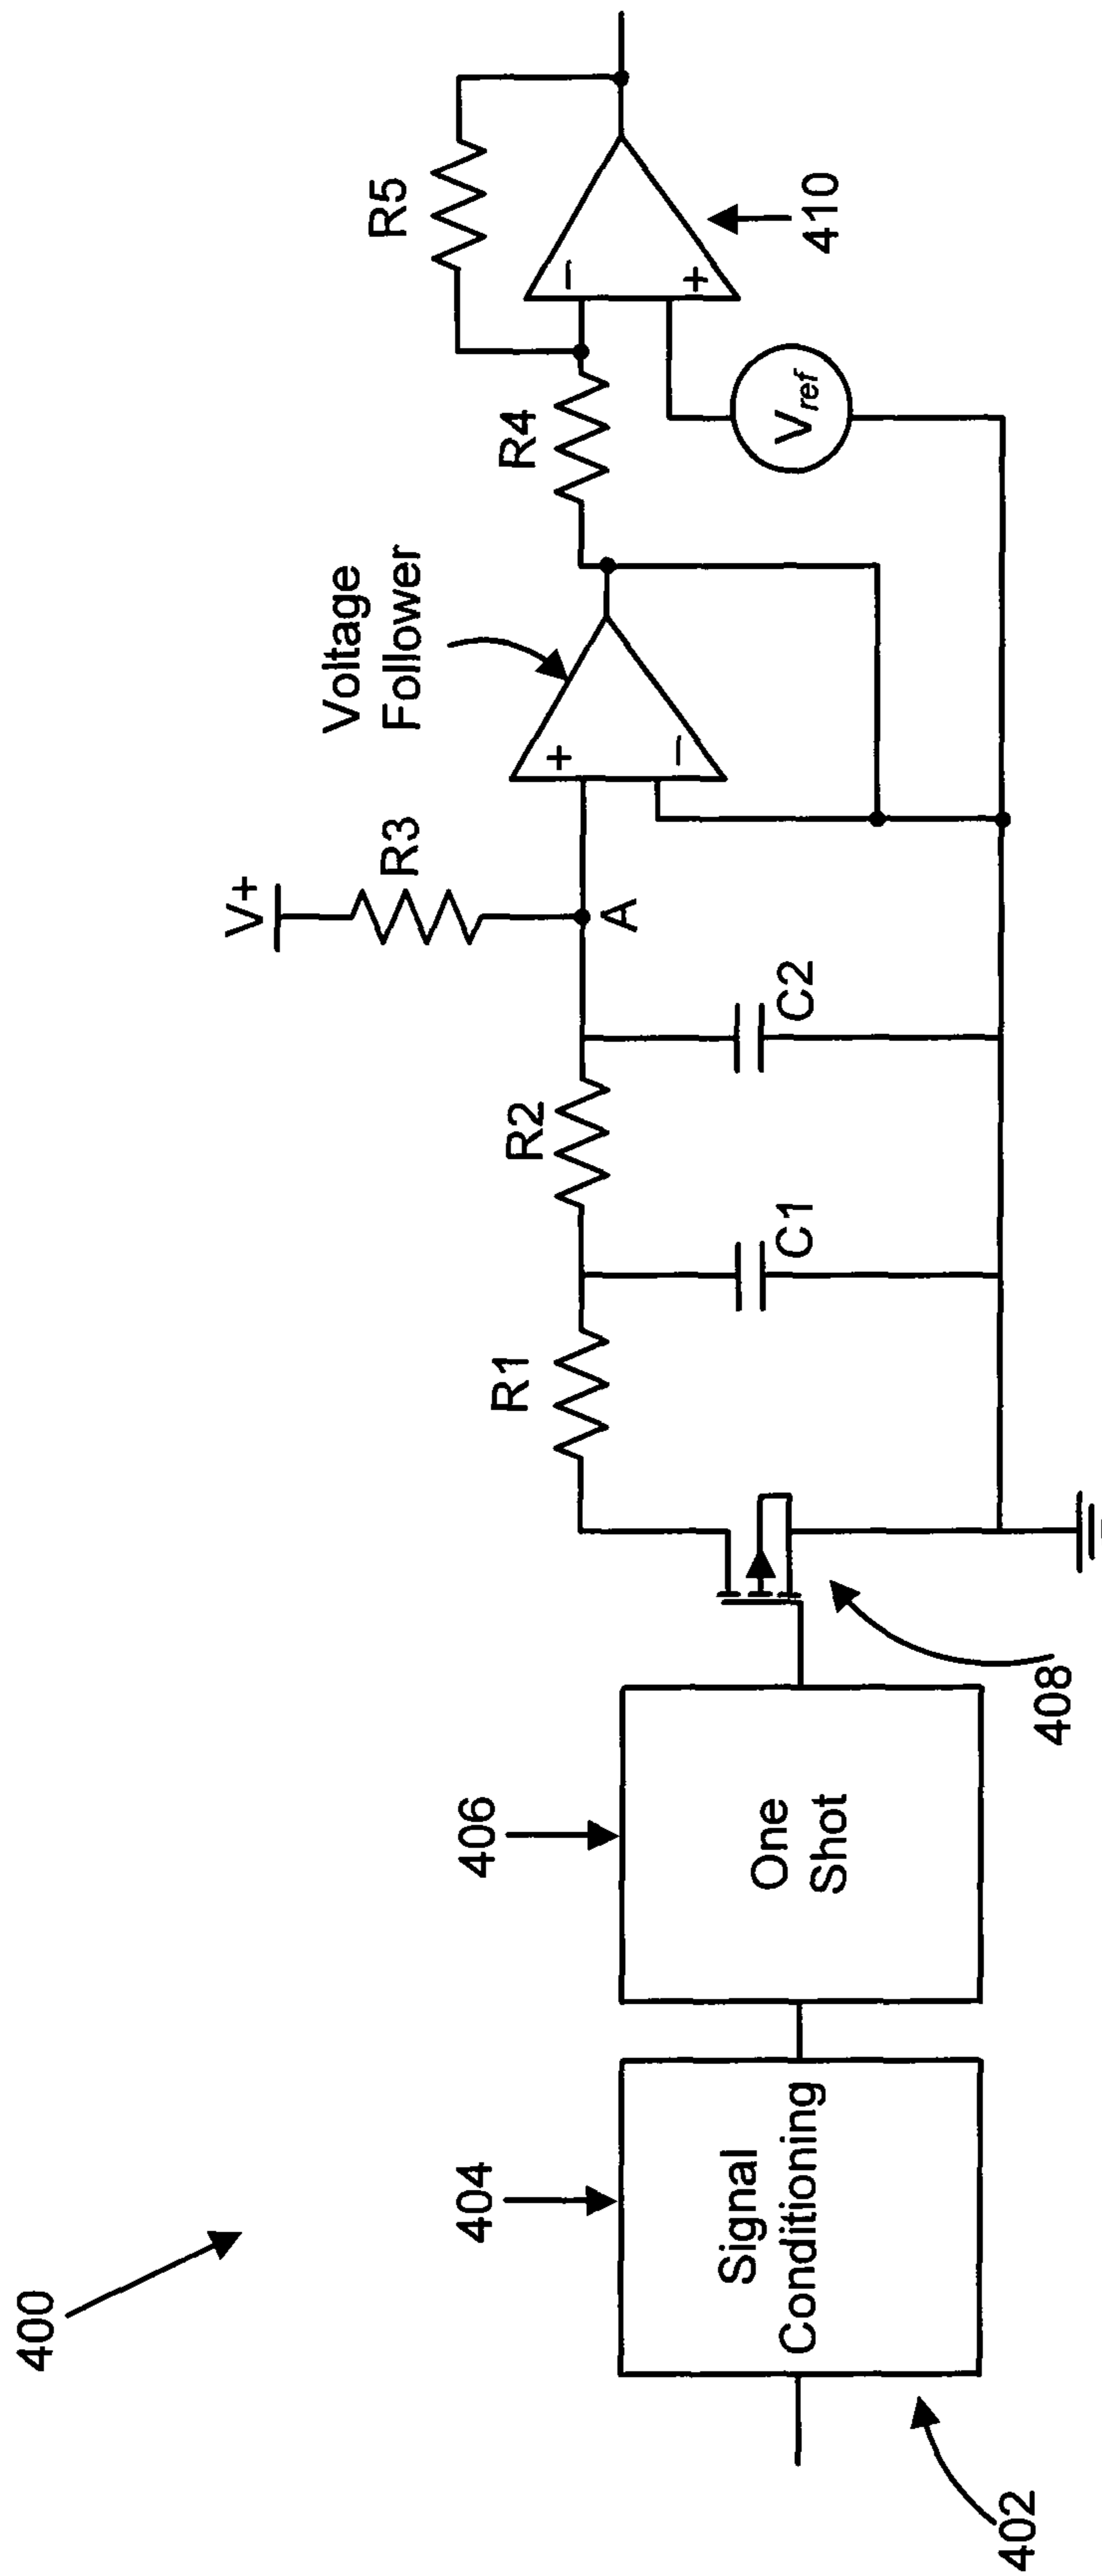 400
402
404
Signal
Conditioning
406
One
Shot
408
R1
C1
R2
C2
V+
R3
A
Voltage
Follower
+
−
R4
Vref
R5
−
+
410